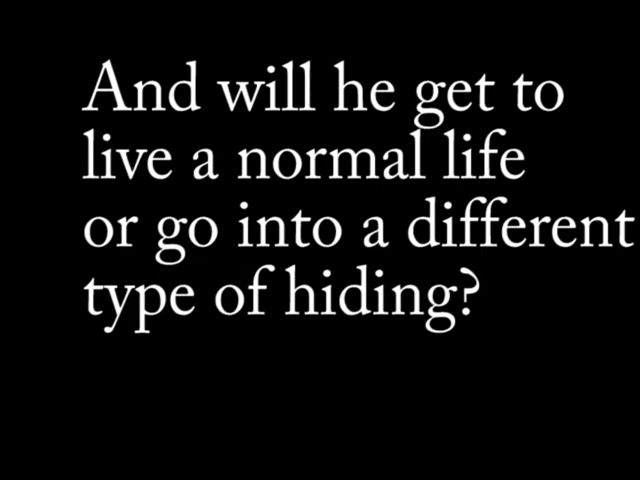 And will he get to
live a normal life
or go into a different
type of hiding?